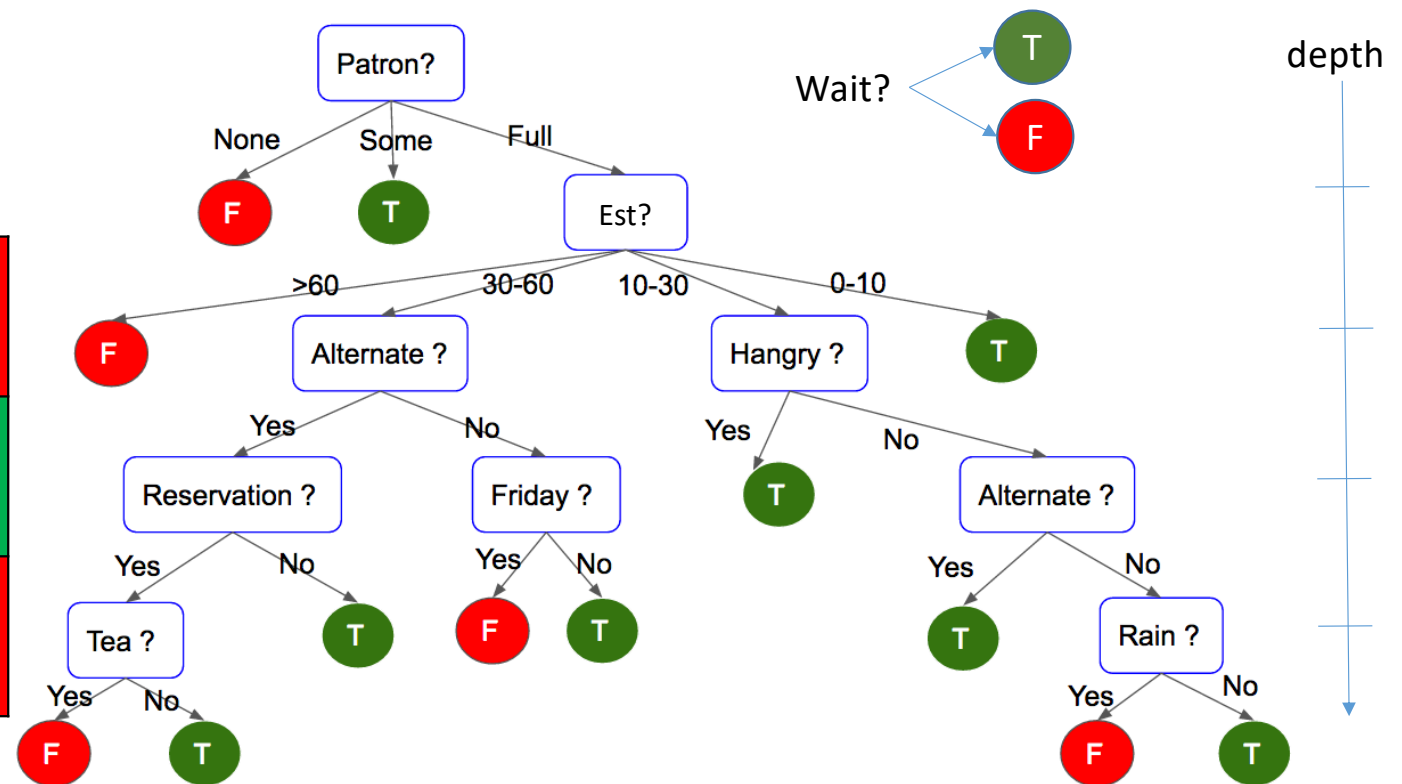 Patron?
Wait?
T
F
depth
None
Some
Full
F
T
Est?
>60
30-60
10-30
0-10
F
Alternate ?
Hangry ?
T
Yes
No
Yes
No
Reservation ?
Friday ?
T
Alternate ?
Yes
No
Yes
No
Yes
No
Tea ?
T
F
T
T
Rain ?
Yes
No
Yes
No
F
T
F
T